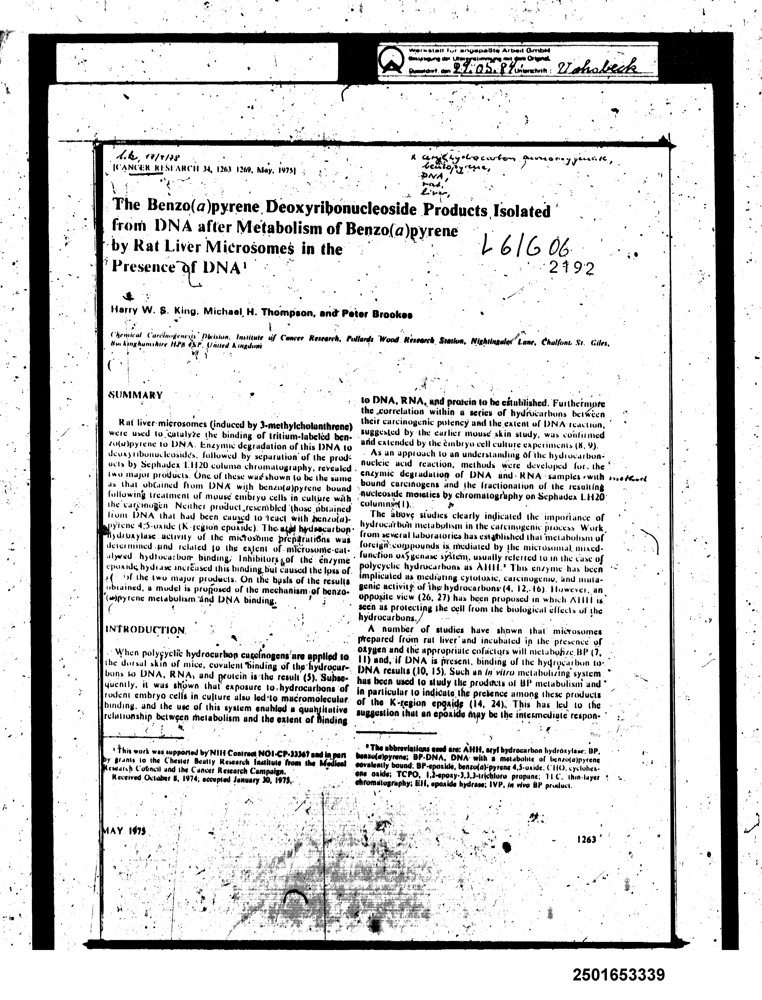 Werkstatt für angepaßte Arbeit GmbH
Düsseldorf den 29.05.84 Unterschrift: Vohsbeck
17/7/78
[CANCER RESEARCH 34, 1263 1269, May, 1975]
DNA,
liver,
The Benzo(a)pyrene Deoxyribonucleoside Products Isolated
from DNA after Metabolism of Benzo(a)pyrene
by Rat Liver Microsomes in the
Presence of DNA¹
L6/G 06
2192
Harry W. S. King, Michael H. Thompson, and Peter Brookes
Chemical Carcinogenesis Division, Institute of Cancer Research, Pollards Wood Research Station, Nightingales Lane, Chalfont St. Giles,
Buckinghamshire HP8 4SP, United Kingdom
SUMMARY
Rat liver microsomes (induced by 3-methylcholanthrene)
were used to catalyze the binding of tritium-labeled ben-
zo(a)pyrene to DNA. Enzymic degradation of this DNA to
deoxyribonucleosides, followed by separation of the prod-
ucts by Sephadex LH20 column chromatography, revealed
two major products. One of these was shown to be the same
as that obtained from DNA with benzo(a)pyrene bound
following treatment of mouse embryo cells in culture with
the carcinogen. Neither product resembled those obtained
from DNA that had been caused to react with benzo(a)-
pyrene 4,5-oxide (K-region epoxide). The aryl hydrocarbon
hydroxylase activity of the microsome preparations was
determined and related to the extent of microsome-cat-
alyzed hydrocarbon binding. Inhibitors of the enzyme
epoxide hydrase increased this binding but caused the loss of
of the two major products. On the basis of the results
obtained, a model is proposed of the mechanism of benzo-
(a)pyrene metabolism and DNA binding.
INTRODUCTION
When polycyclic hydrocarbon carcinogens are applied to
the dorsal skin of mice, covalent binding of the hydrocar-
bons to DNA, RNA, and protein is the result (5). Subse-
quently, it was shown that exposure to hydrocarbons of
rodent embryo cells in culture also led to macromolecular
binding, and the use of this system enabled a quantitative
relationship between metabolism and the extent of binding
¹ This work was supported by NIH Contract NO1-CP-33367 and in part
by grants to the Chester Beatty Research Institute from the Medical
Research Council and the Cancer Research Campaign.
Received October 8, 1974; accepted January 30, 1975.
to DNA, RNA, and protein to be established. Furthermore
the correlation within a series of hydrocarbons between
their carcinogenic potency and the extent of DNA reaction,
suggested by the earlier mouse skin study, was confirmed
and extended by the embryo cell culture experiments (8, 9).
As an approach to an understanding of the hydrocarbon-
nucleic acid reaction, methods were developed for the
enzymic degradation of DNA and RNA samples with
bound carcinogens and the fractionation of the resulting
nucleoside moieties by chromatography on Sephadex LH20
columns (1).
The above studies clearly indicated the importance of
hydrocarbon metabolism in the carcinogenic process. Work
from several laboratories has established that metabolism of
foreign compounds is mediated by the microsomal mixed-
function oxygenase system, usually referred to in the case of
polycyclic hydrocarbons as AHH.² This enzyme has been
implicated as mediating cytotoxic, carcinogenic, and muta-
genic activity of the hydrocarbons (4, 12, 16). However, an
opposite view (26, 27) has been proposed in which AHH is
seen as protecting the cell from the biological effects of the
hydrocarbons.
A number of studies have shown that microsomes
prepared from rat liver and incubated in the presence of
oxygen and the appropriate cofactors will metabolize BP (7,
11) and, if DNA is present, binding of the hydrocarbon to
DNA results (10, 15). Such an in vitro metabolizing system
has been used to study the products of BP metabolism and
in particular to indicate the presence among these products
of the K-region epoxide (14, 24). This has led to the
suggestion that an epoxide may be the intermediate respon-
² The abbreviations used are: AHH, aryl hydrocarbon hydroxylase; BP,
benzo(a)pyrene; BP-DNA, DNA with a metabolite of benzo(a)pyrene
covalently bound; BP-epoxide, benzo(a)-pyrene 4,5-oxide; CHO, cyclohex-
ene oxide; TCPO, 1,2-epoxy-3,3,3-trichloro propane; TLC, thin-layer
chromatography; EH, epoxide hydrase; IVP, in vivo BP product.
MAY 1975
1263
2501653339